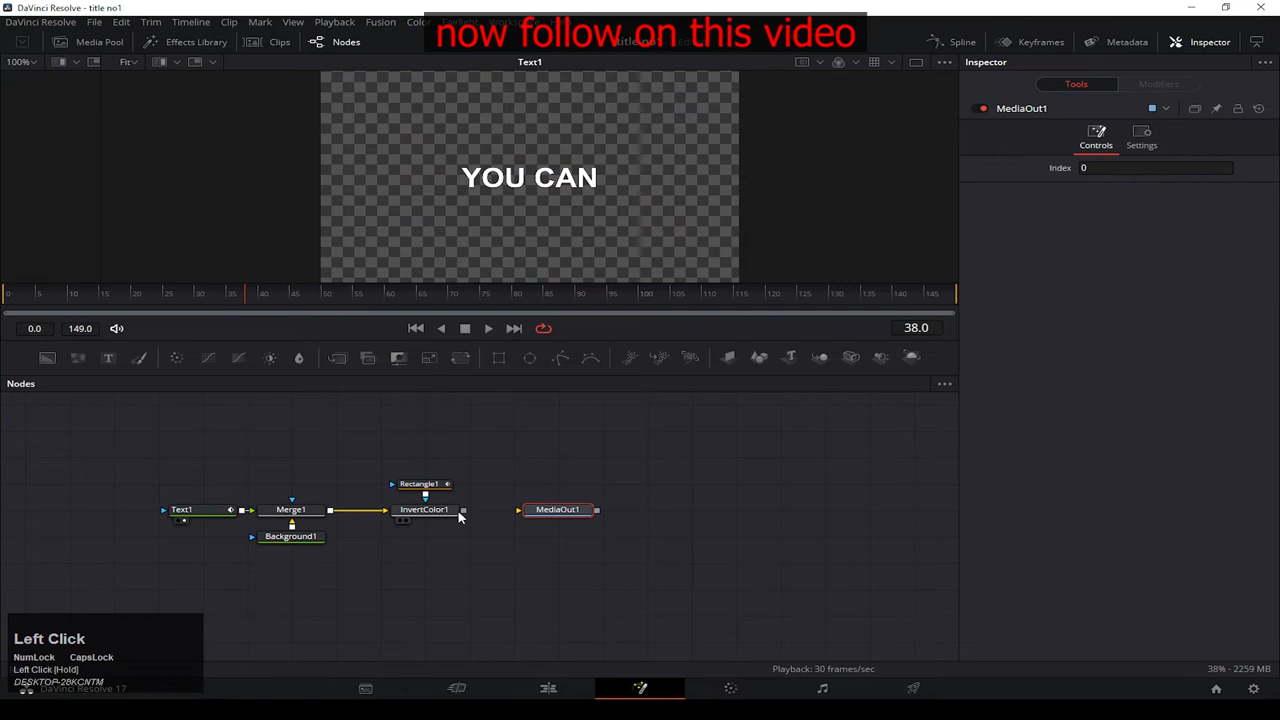 DaVinci Resolve - title no1
DaVinci Resolve File Edit Trim Timeline Clip Mark View Playback Fusion Color
now follow on this video
Media Pool Effects Library Clips Nodes Spline Keyframes Metadata Inspector
100% Fit Text1 Inspector
Tools Modifiers
MediaOut1
Controls Settings
Index 0
YOU CAN
0 5 10 15 20 25 30 35 40 45 50 55 60 65 70 75 80 85 90 95 100 105 110 115 120 125 130 135 140 145
0.0 149.0 38.0
Nodes
Rectangle1
Text1 Merge1 InvertColor1 MediaOut1
Background1
Left Click
NumLock CapsLock
Left Click [Hold]
DESKTOP-28KCNTM
DaVinci Resolve 17
Playback: 30 frames/sec
38% - 2259 MB